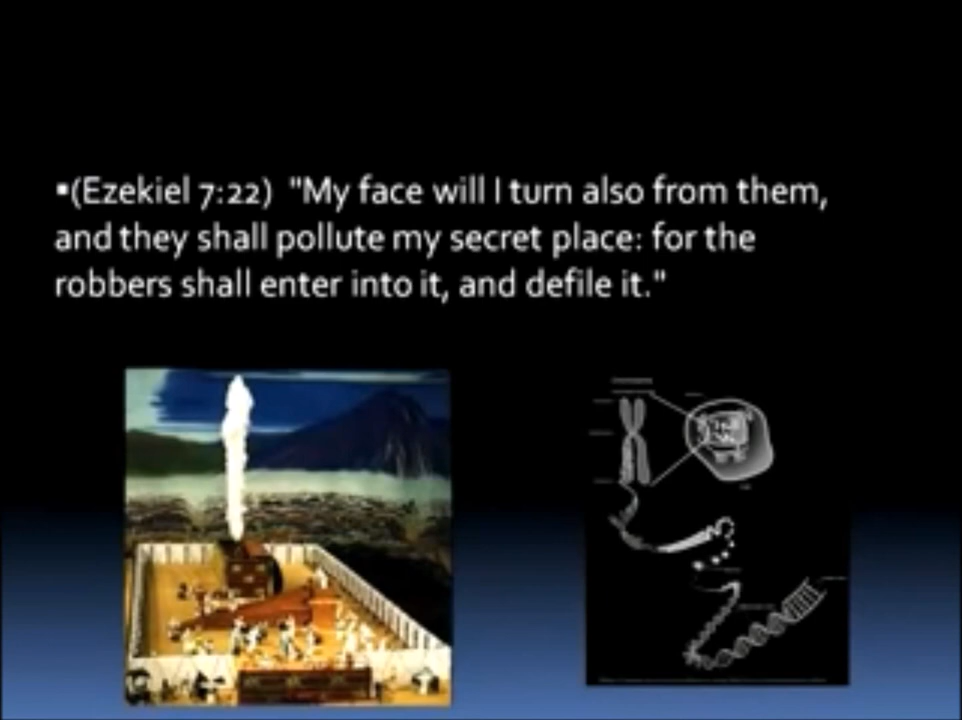 ▪(Ezekiel 7:22) "My face will I turn also from them,
and they shall pollute my secret place: for the
robbers shall enter into it, and defile it."